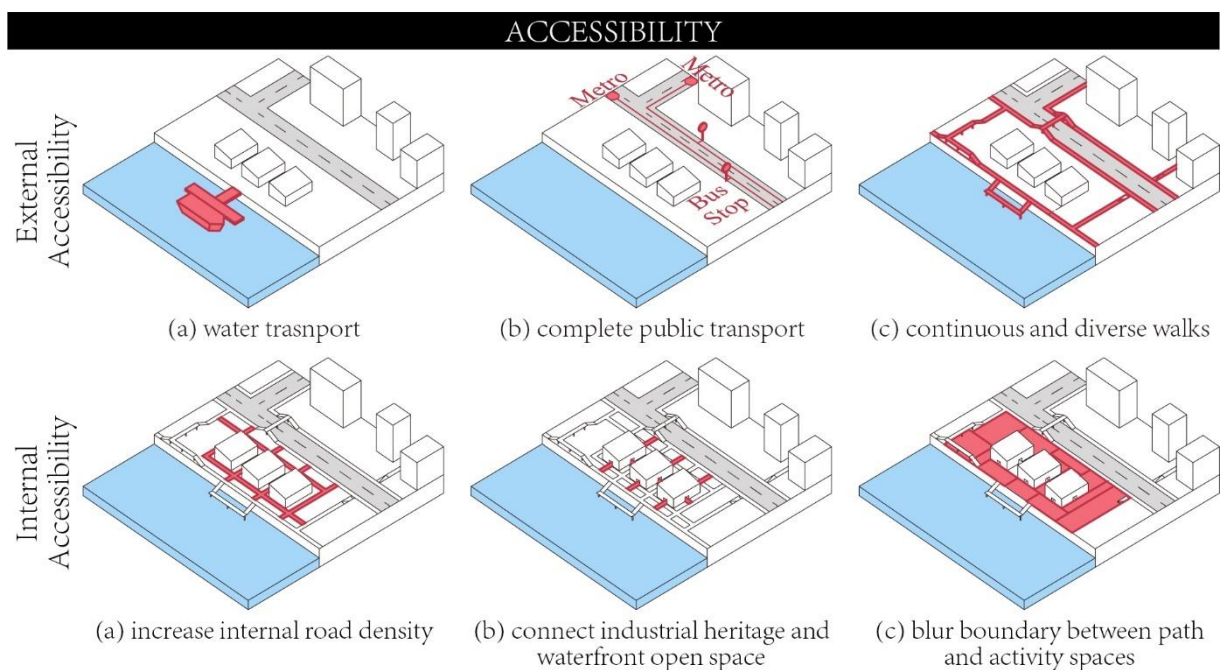 ACCESSIBILITY
External
Accessibility
Metro
Metro
Bus
Stop
(a) water trasnport
(b) complete public transport
(c) continuous and diverse walks
Internal
Accessibility
(a) increase internal road density
(b) connect industrial heritage and
waterfront open space
(c) blur boundary between path
and activity spaces